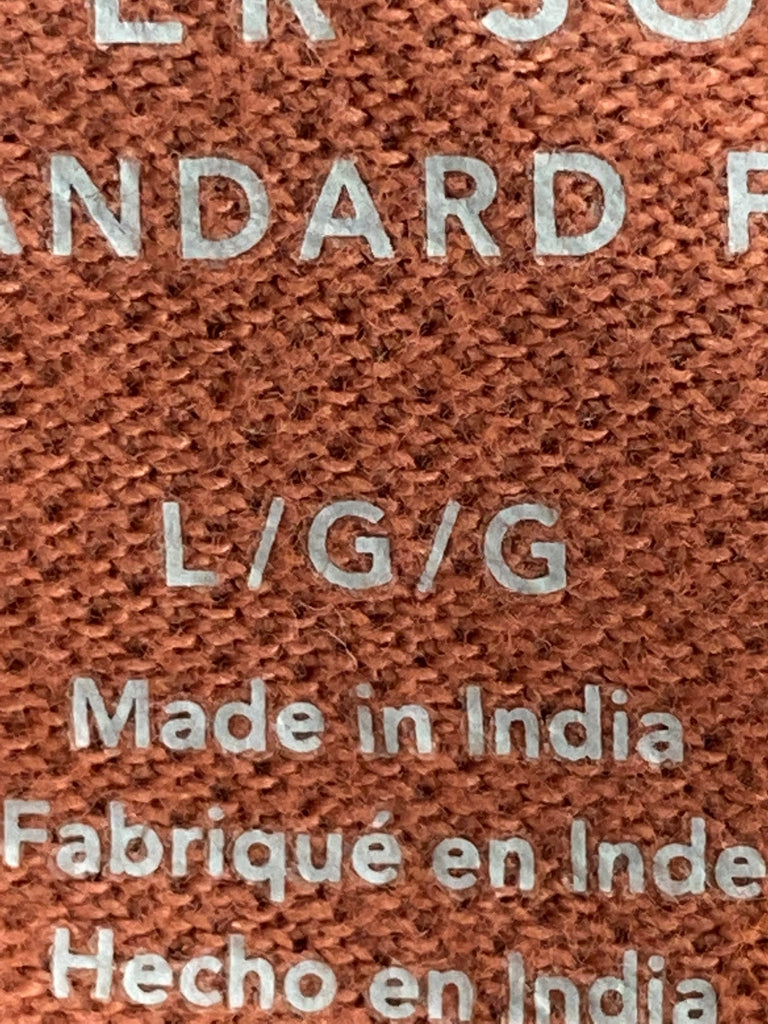 ANDARD F
L/G/G
Made in India
Fabriqué en Inde
Hecho en India